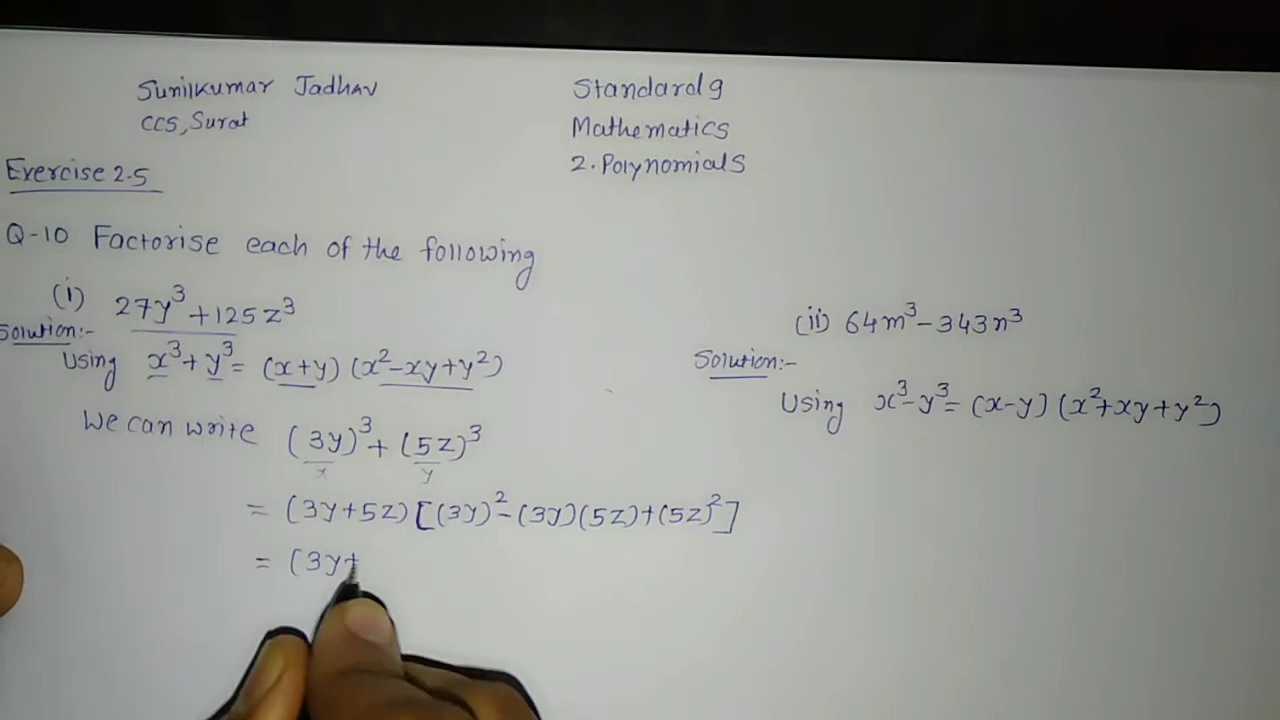 Sunilkumar Jadhav
CCS, Surat
Standard 9
Mathematics
2. Polynomials
Exercise 2.5
Q-10 Factorise each of the following
(i) 27y³+125z³
Solution:-
Using x³+y³= (x+y) (x²-xy+y²)
We can write (3y)³+(5z)³
x y
= (3y+5z) [(3y)²-(3y)(5z)+(5z)²]
= (3y+
(ii) 64m³-343n³
Solution:-
Using x³-y³= (x-y) (x²+xy+y²)